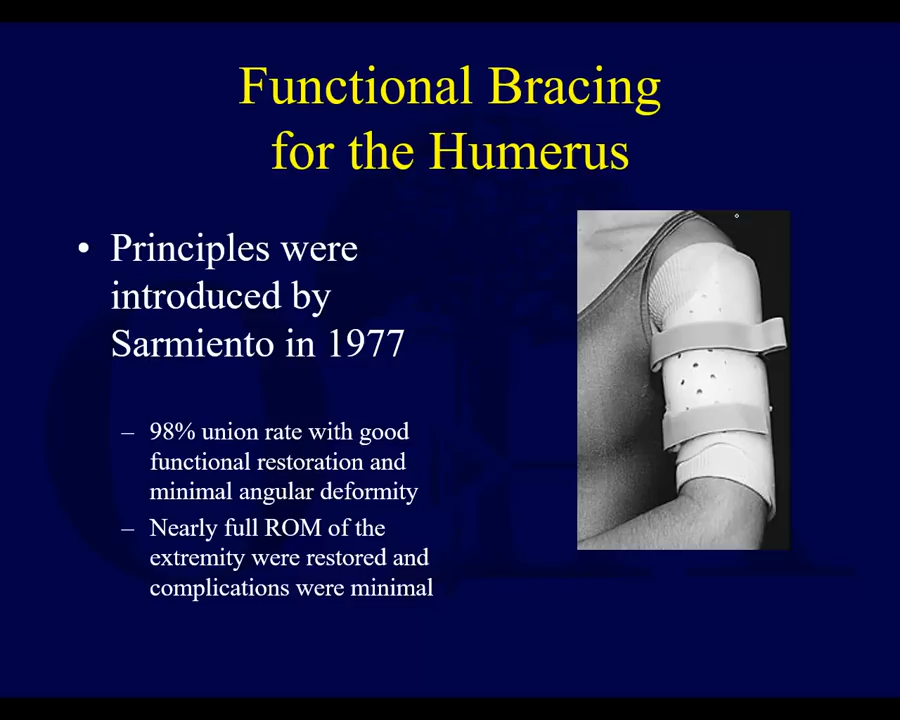 Functional Bracing
for the Humerus
• Principles were
introduced by
Sarmiento in 1977
– 98% union rate with good
functional restoration and
minimal angular deformity
– Nearly full ROM of the
extremity were restored and
complications were minimal